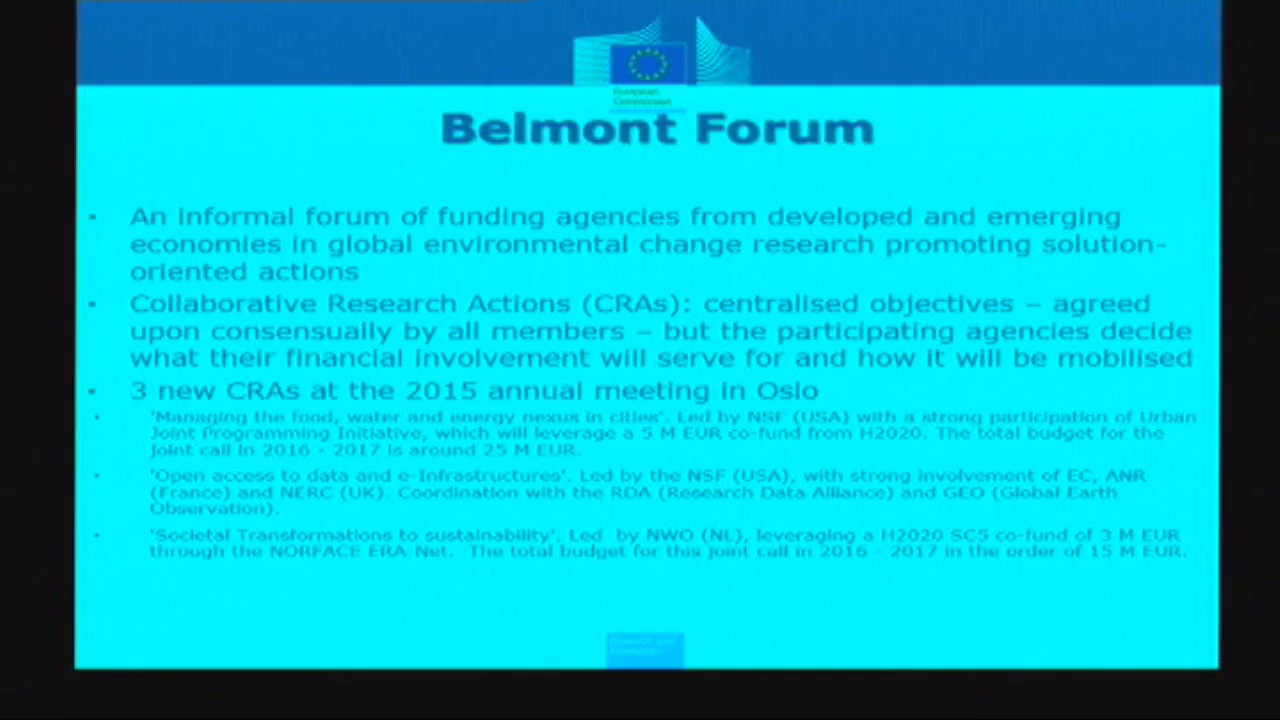 European
Commission
Belmont Forum
• An informal forum of funding agencies from developed and emerging
economies in global environmental change research promoting solution-
oriented actions
• Collaborative Research Actions (CRAs): centralised objectives – agreed
upon consensually by all members – but the participating agencies decide
what their financial involvement will serve for and how it will be mobilised
• 3 new CRAs at the 2015 annual meeting in Oslo
• 'Managing the food, water and energy nexus in cities'. Led by NSF (USA) with a strong participation of Urban
Joint Programming Initiative, which will leverage a 5 M EUR co-fund from H2020. The total budget for the
joint call in 2016 - 2017 is around 25 M EUR.
• 'Open access to data and e-Infrastructures'. Led by the NSF (USA), with strong involvement of EC, ANR
(France) and NERC (UK). Coordination with the RDA (Research Data Alliance) and GEO (Global Earth
Observation).
• 'Societal Transformations to sustainability'. Led by NWO (NL), leveraging a H2020 SC5 co-fund of 3 M EUR
through the NORFACE ERA-Net. The total budget for this joint call in 2016 - 2017 in the order of 15 M EUR.